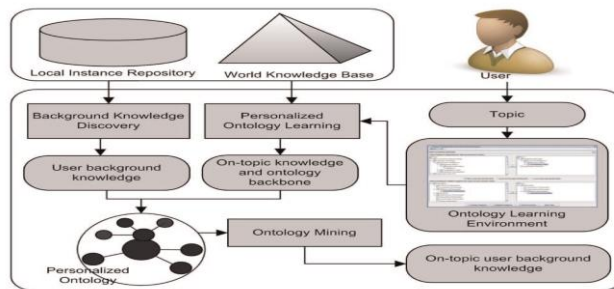 Local Instance Repository
World Knowledge Base
User
Background Knowledge
Discovery
Personalized
Ontology Learning
Topic
User background
knowledge
On-topic knowledge
and ontology
backbone
Ontology Learning
Environment
Personalized
Ontology
Ontology Mining
On-topic user background
knowledge